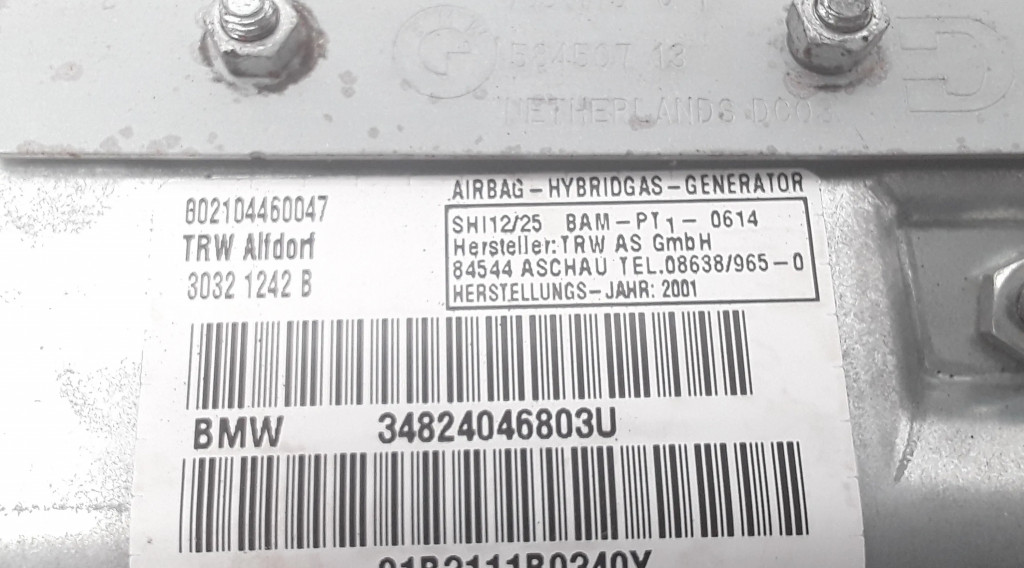 NETHERLANDS
802104460047
TRW Alfdorf
3032 1242 B
AIRBAG-HYBRIDGAS-GENERATOR
SHI12/25 BAM-PT1-0614
Hersteller: TRW AS GmbH
84544 ASCHAU TEL.08638/965-0
HERSTELLUNGS-JAHR: 2001
BMW 34824046803U